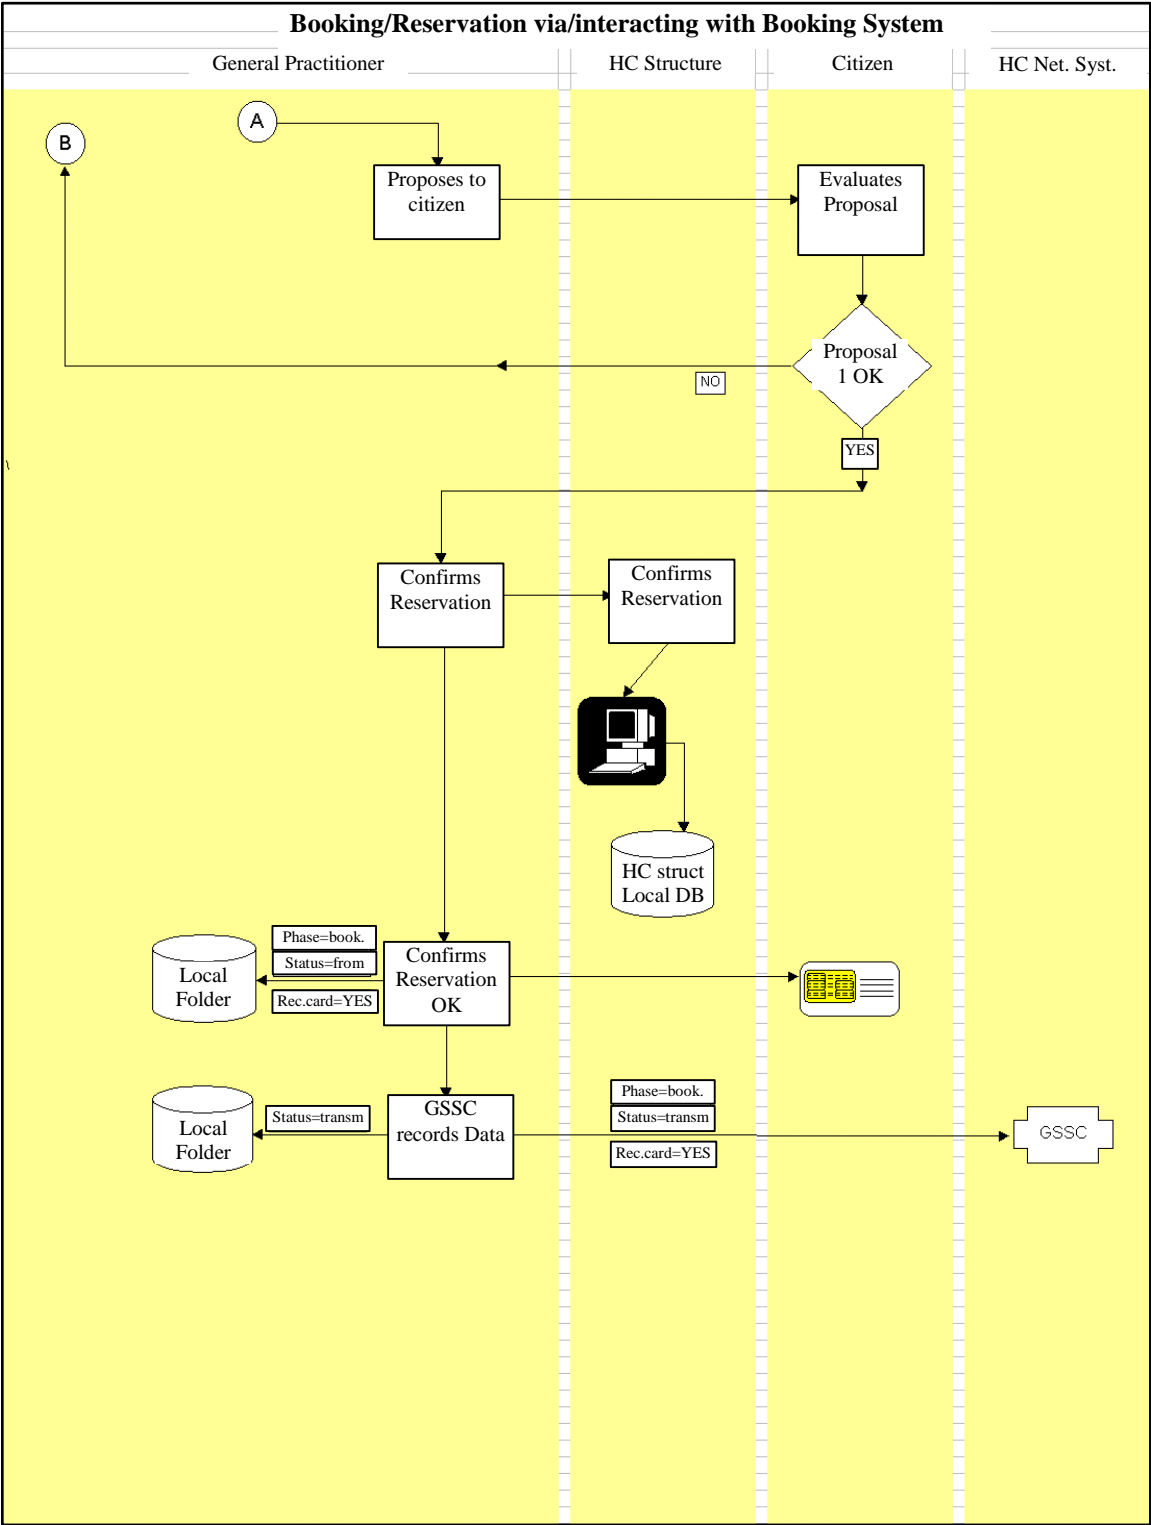 Booking/Reservation via/interacting with Booking System
General Practitioner
HC Structure
Citizen
HC Net. Syst.
A
B
Proposes to
citizen
Evaluates
Proposal
Proposal
1 OK
NO
YES
Confirms
Reservation
Confirms
Reservation
HC struct
Local DB
Phase=book.
Status=from
Rec.card=YES
Local
Folder
Confirms
Reservation
OK
Local
Folder
Status=transm
GSSC
records Data
Phase=book.
Status=transm
Rec.card=YES
GSSC